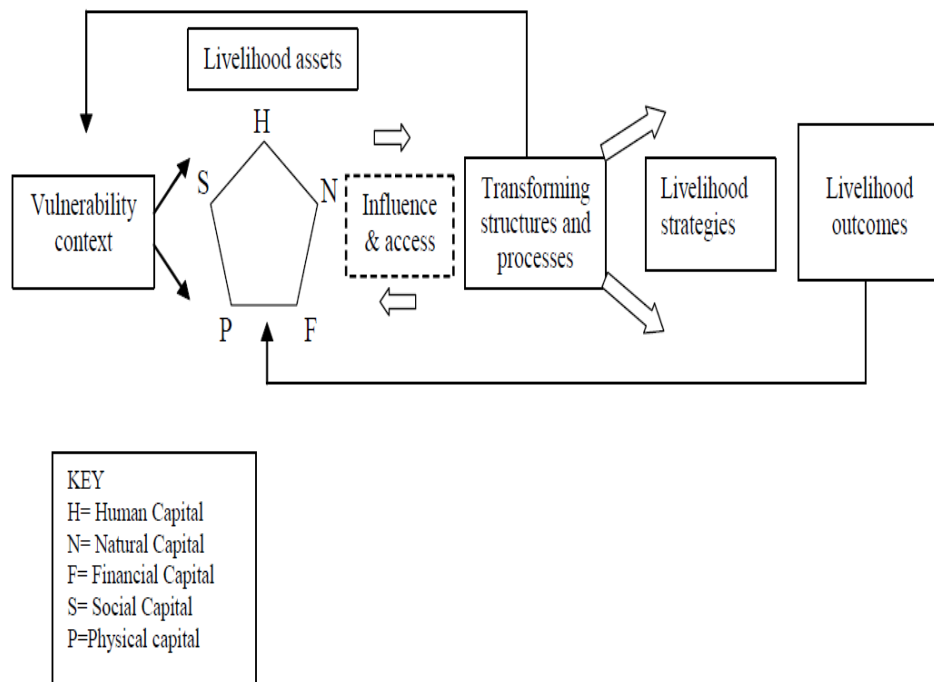 Livelihood assets
H
S
N
P
F
Vulnerability
context
Influence
& access
Transforming
structures and
processes
Livelihood
strategies
Livelihood
outcomes
KEY
H= Human Capital
N= Natural Capital
F= Financial Capital
S= Social Capital
P=Physical capital